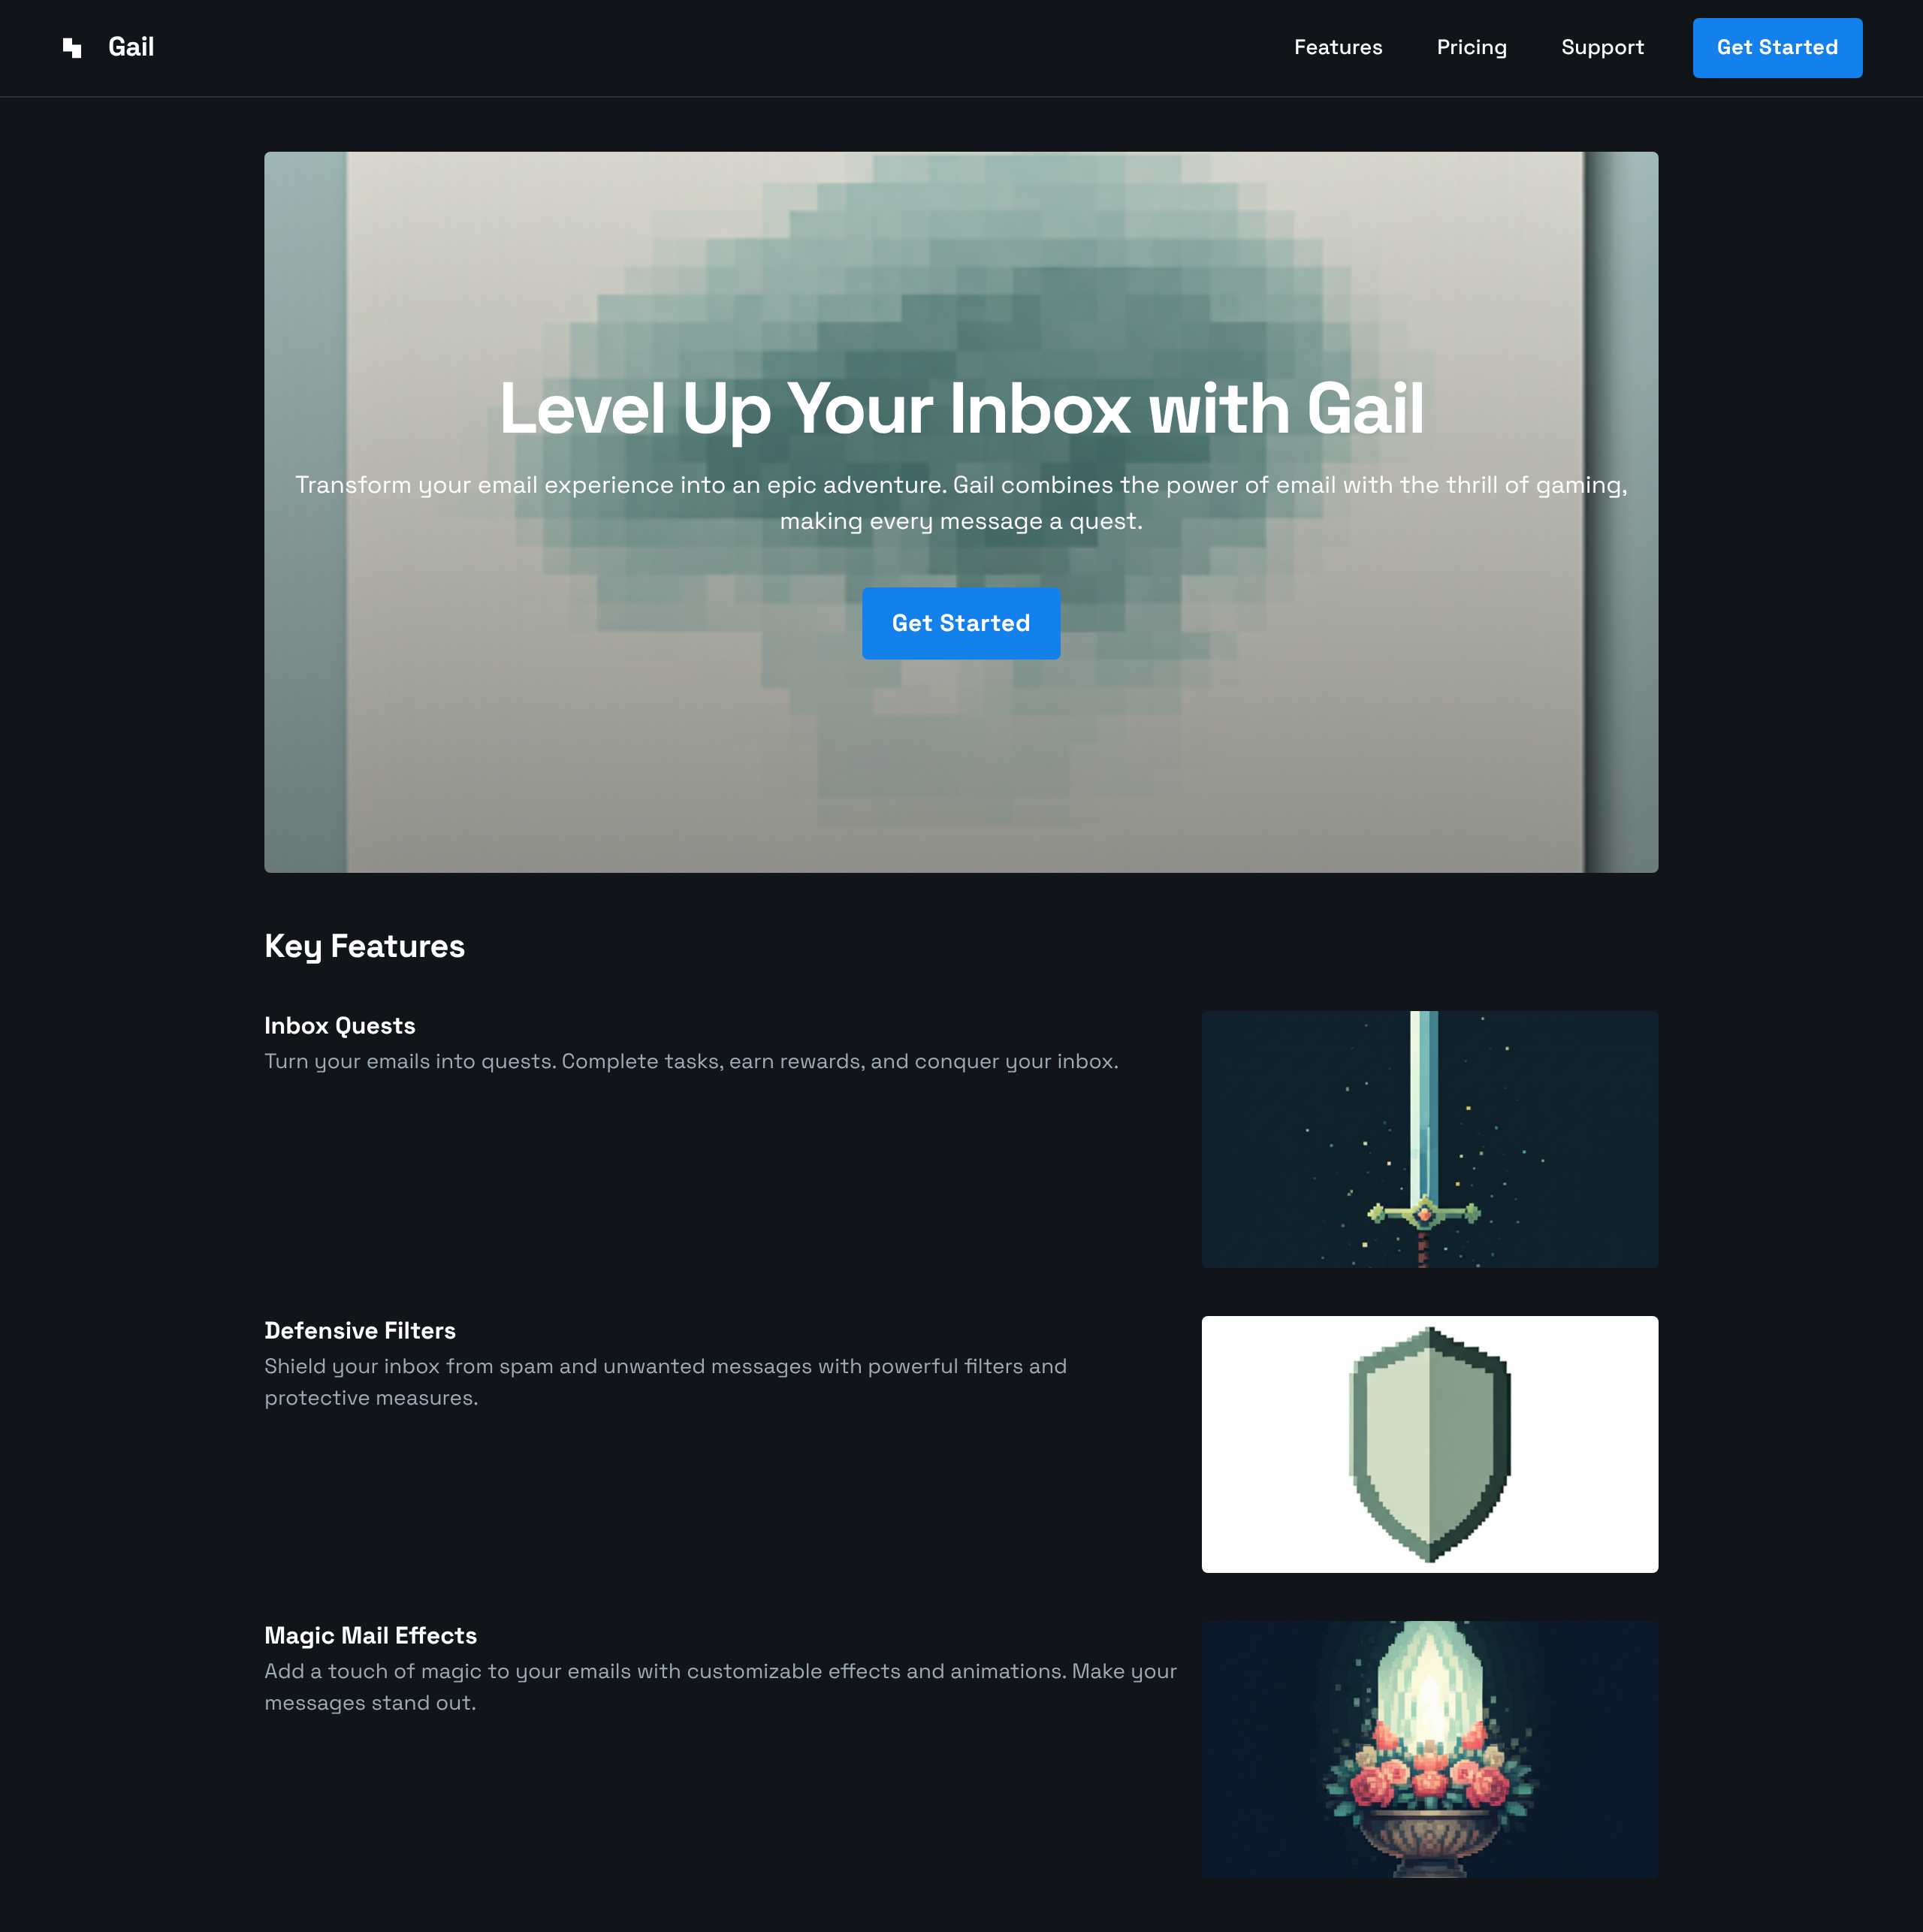 Gail
Features
Pricing
Support
Get Started
Level Up Your Inbox with Gail
Transform your email experience into an epic adventure. Gail combines the power of email with the thrill of gaming,
making every message a quest.
Get Started
Key Features
Inbox Quests
Turn your emails into quests. Complete tasks, earn rewards, and conquer your inbox.
Defensive Filters
Shield your inbox from spam and unwanted messages with powerful filters and
protective measures.
Magic Mail Effects
Add a touch of magic to your emails with customizable effects and animations. Make your
messages stand out.